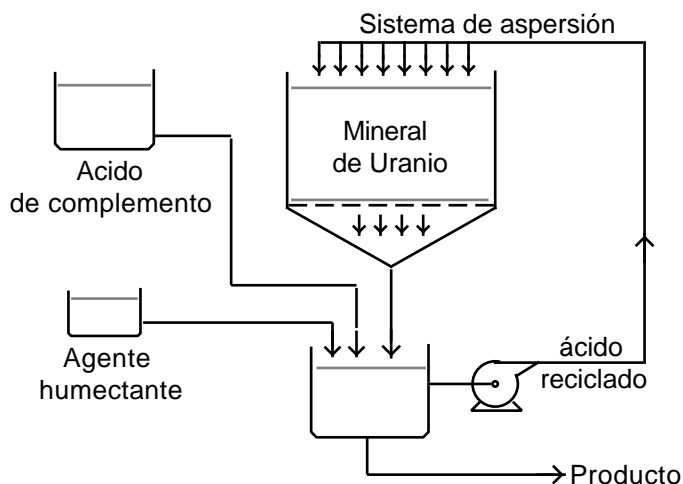 Sistema de aspersión
Mineral
de Uranio
Acido
de complemento
Agente
humectante
ácido
reciclado
Producto